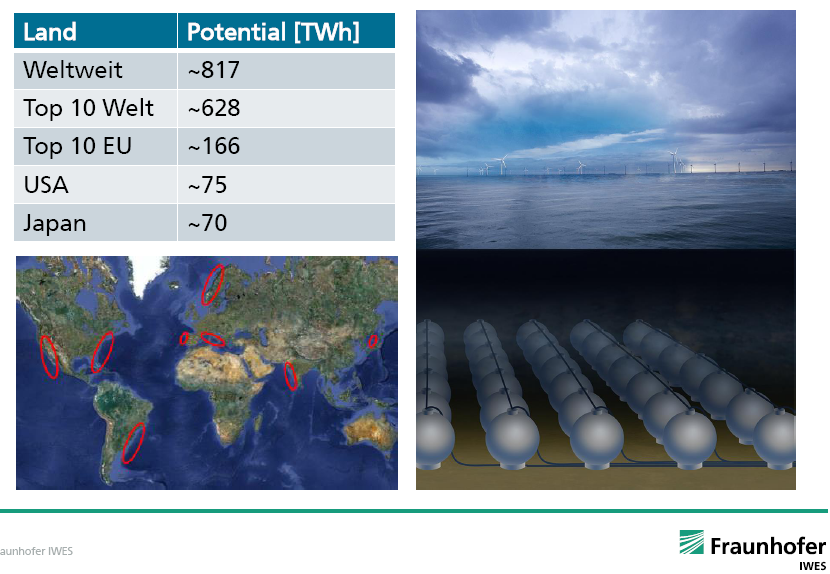 Land Potential [TWh]
Weltweit ~817
Top 10 Welt ~628
Top 10 EU ~166
USA ~75
Japan ~70
aunhofer IWES
Fraunhofer
IWES